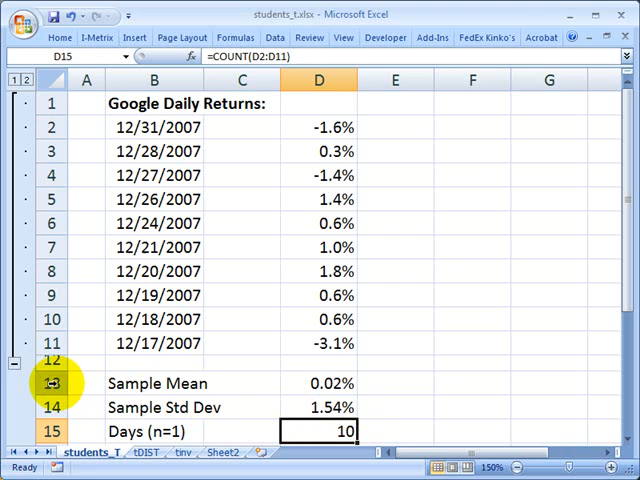 students_t.xlsx - Microsoft Excel
Home I-Metrix Insert Page Layout Formulas Data Review View Developer Add-Ins FedEx Kinko's Acrobat
D15 fx =COUNT(D2:D11)
1 2 A B C D E F G
1 Google Daily Returns:
2 12/31/2007 -1.6%
3 12/28/2007 0.3%
4 12/27/2007 -1.4%
5 12/26/2007 1.4%
6 12/24/2007 0.6%
7 12/21/2007 1.0%
8 12/20/2007 1.8%
9 12/19/2007 0.6%
10 12/18/2007 0.6%
11 12/17/2007 -3.1%
12
13 Sample Mean 0.02%
14 Sample Std Dev 1.54%
15 Days (n=1) 10
students_T tDIST tinv Sheet2
Ready 150%